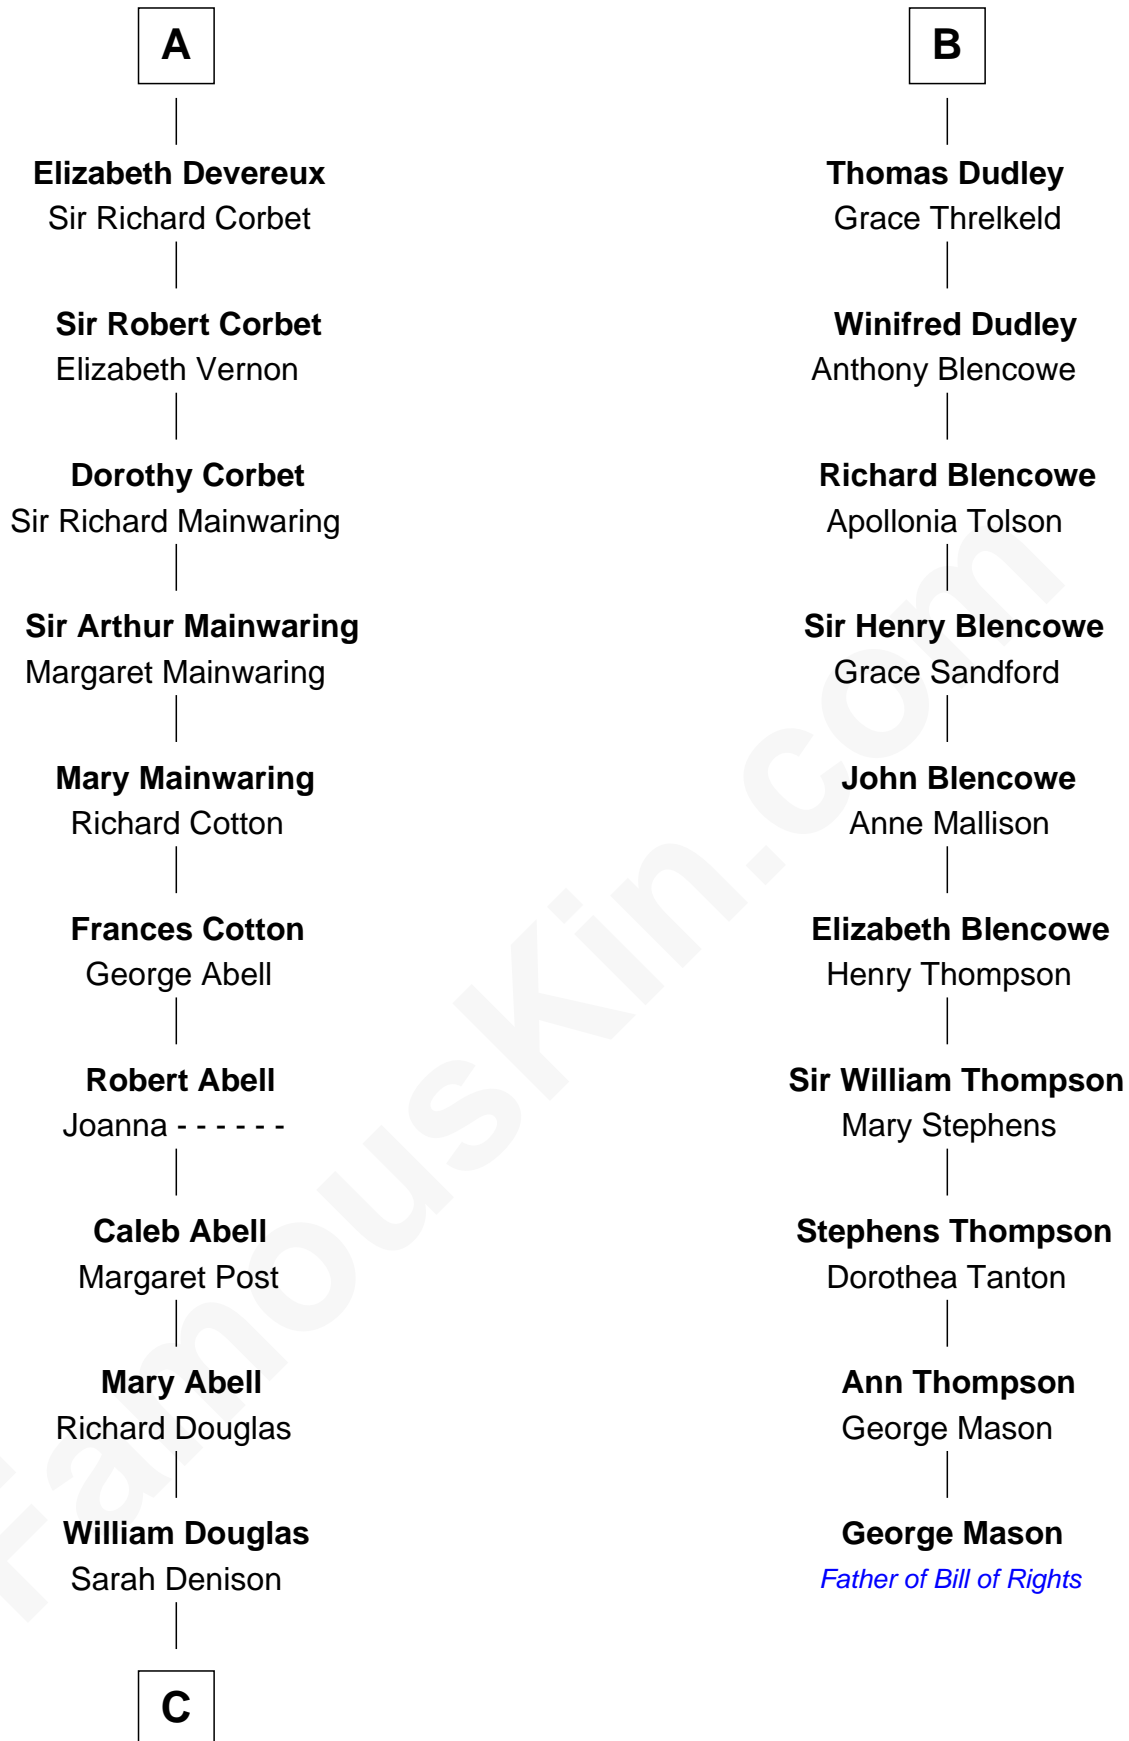 A
Elizabeth Devereux
Sir Richard Corbet
Sir Robert Corbet
Elizabeth Vernon
Dorothy Corbet
Sir Richard Mainwaring
Sir Arthur Mainwaring
Margaret Mainwaring
Mary Mainwaring
Richard Cotton
Frances Cotton
George Abell
Robert Abell
Joanna - - - - - -
Caleb Abell
Margaret Post
Mary Abell
Richard Douglas
William Douglas
Sarah Denison
C
B
Thomas Dudley
Grace Threlkeld
Winifred Dudley
Anthony Blencowe
Richard Blencowe
Apollonia Tolson
Sir Henry Blencowe
Grace Sandford
John Blencowe
Anne Mallison
Elizabeth Blencowe
Henry Thompson
Sir William Thompson
Mary Stephens
Stephens Thompson
Dorothea Tanton
Ann Thompson
George Mason
George Mason
Father of Bill of Rights
FamousKin.com